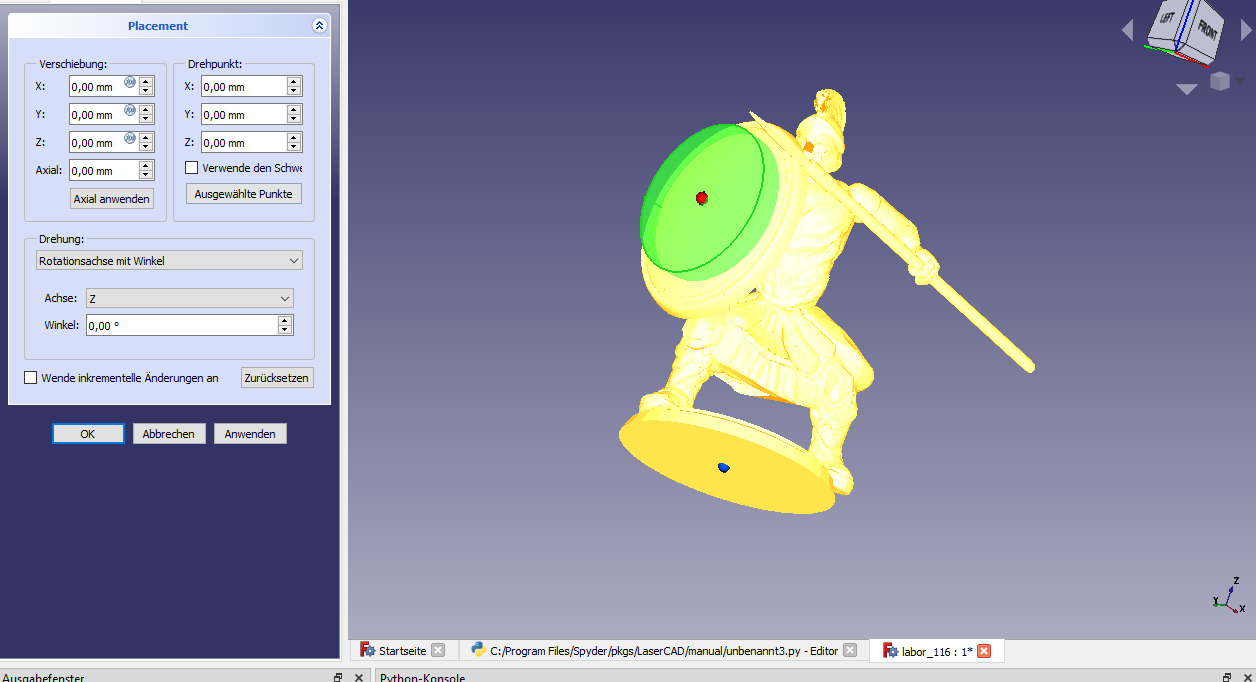 Placement
Verschiebung:
X: 0,00 mm
Y: 0,00 mm
Z: 0,00 mm
Axial: 0,00 mm
Axial anwenden
Drehpunkt:
X: 0,00 mm
Y: 0,00 mm
Z: 0,00 mm
Verwende den Schwe
Ausgewählte Punkte
Drehung:
Rotationsachse mit Winkel
Achse: Z
Winkel: 0,00 °
Wende inkrementelle Änderungen an
Zurücksetzen
OK Abbrechen Anwenden
LEFT FRONT
Z
Y X
Startseite C:/Program Files/Spyder/pkgs/LaserCAD/manual/unbenannt3.py - Editor labor_116 : 1*
Ausgabefenster Python-Konsole